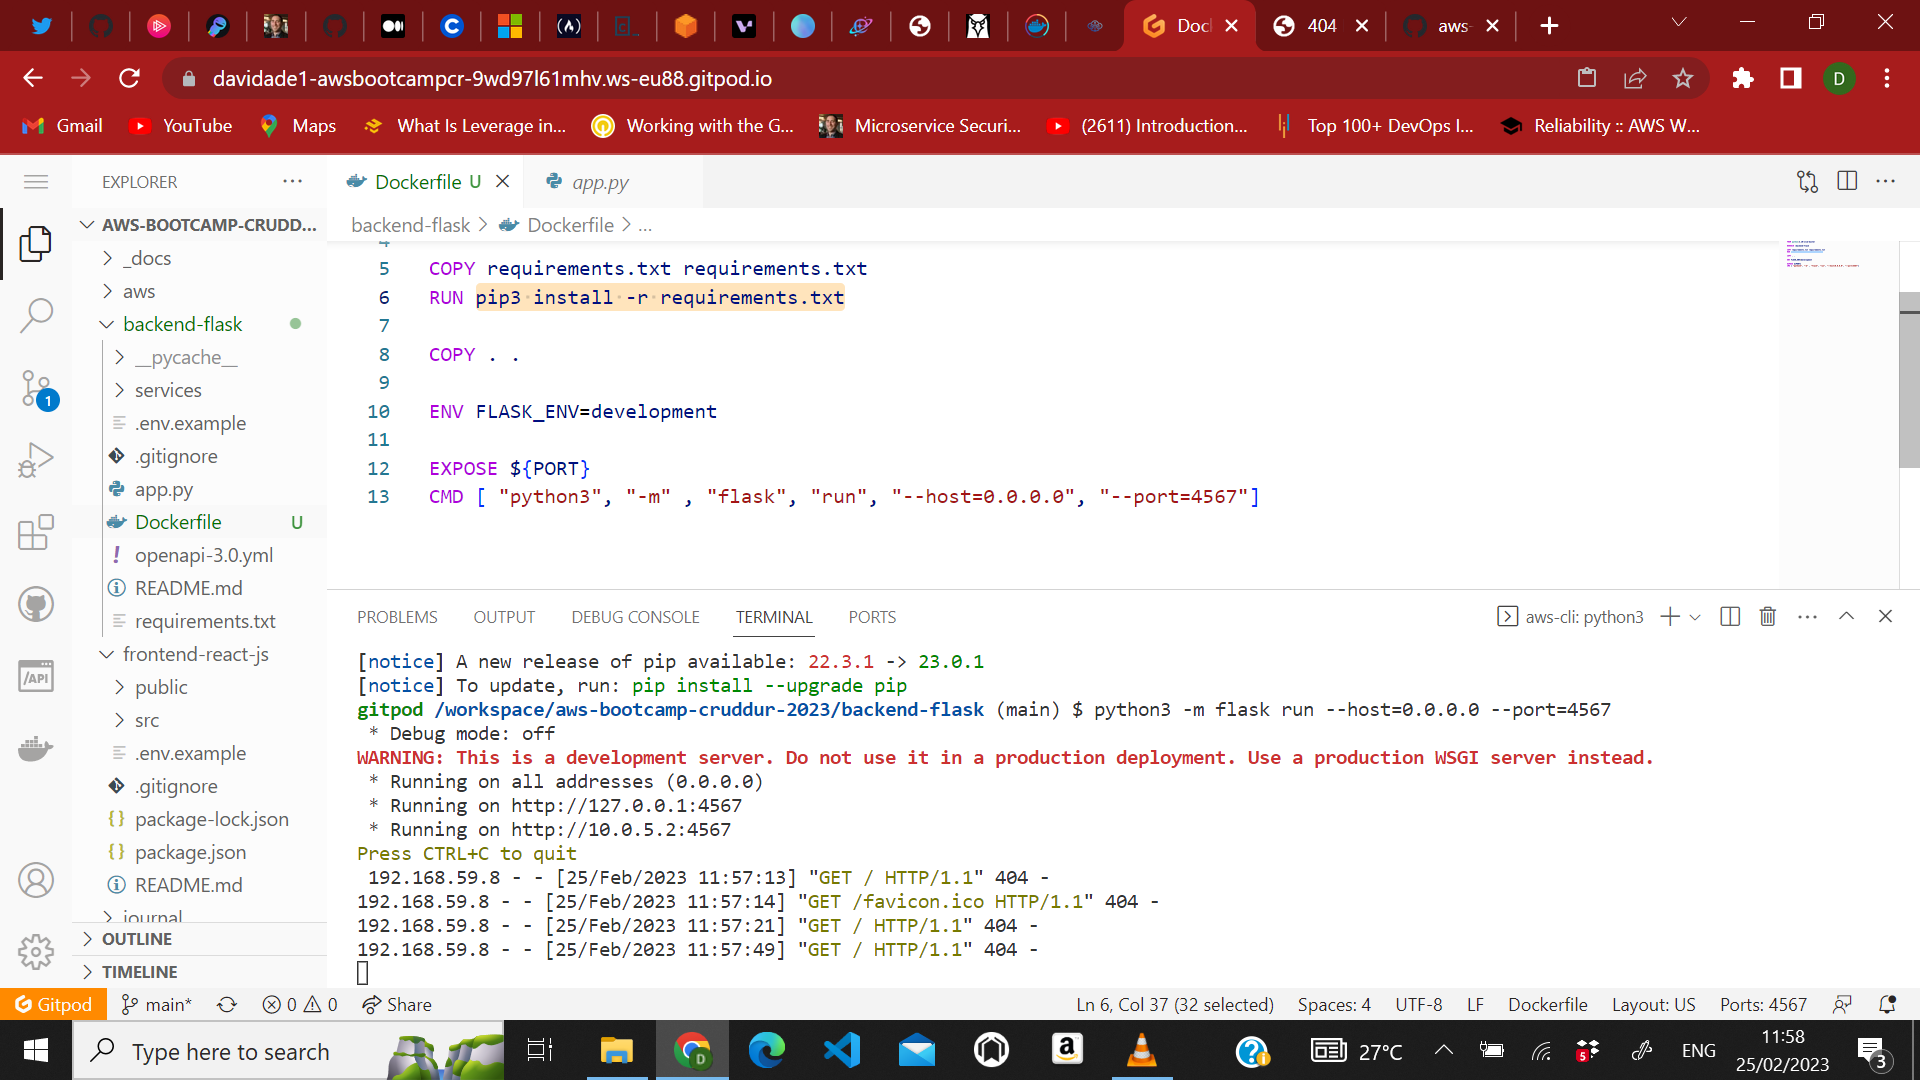 Doc
404
aws-
davidade1-awsbootcampcr-9wd97l61mhv.ws-eu88.gitpod.io
D
Gmail
YouTube
Maps
What Is Leverage in...
Working with the G...
Microservice Securi...
(2611) Introduction...
Top 100+ DevOps I...
Reliability :: AWS W...
EXPLORER
Dockerfile U
app.py
AWS-BOOTCAMP-CRUDD...
backend-flask > Dockerfile > ...
_docs
aws
backend-flask
__pycache__
services
.env.example
.gitignore
app.py
Dockerfile U
openapi-3.0.yml
README.md
requirements.txt
frontend-react-js
public
src
.env.example
.gitignore
package-lock.json
package.json
README.md
journal
OUTLINE
TIMELINE
1
/API
4
5 COPY requirements.txt requirements.txt
6 RUN pip3 install -r requirements.txt
7
8 COPY . .
9
10 ENV FLASK_ENV=development
11
12 EXPOSE ${PORT}
13 CMD [ "python3", "-m" , "flask", "run", "--host=0.0.0.0", "--port=4567"]
PROBLEMS OUTPUT DEBUG CONSOLE TERMINAL PORTS
aws-cli: python3
[notice] A new release of pip available: 22.3.1 -> 23.0.1
[notice] To update, run: pip install --upgrade pip
gitpod /workspace/aws-bootcamp-cruddur-2023/backend-flask (main) $ python3 -m flask run --host=0.0.0.0 --port=4567
* Debug mode: off
WARNING: This is a development server. Do not use it in a production deployment. Use a production WSGI server instead.
* Running on all addresses (0.0.0.0)
* Running on http://127.0.0.1:4567
* Running on http://10.0.5.2:4567
Press CTRL+C to quit
192.168.59.8 - - [25/Feb/2023 11:57:13] "GET / HTTP/1.1" 404 -
192.168.59.8 - - [25/Feb/2023 11:57:14] "GET /favicon.ico HTTP/1.1" 404 -
192.168.59.8 - - [25/Feb/2023 11:57:21] "GET / HTTP/1.1" 404 -
192.168.59.8 - - [25/Feb/2023 11:57:49] "GET / HTTP/1.1" 404 -
Gitpod main* 0 0 Share
Ln 6, Col 37 (32 selected) Spaces: 4 UTF-8 LF Dockerfile Layout: US Ports: 4567
Type here to search
D
a
27°C
5
ENG
11:58
25/02/2023
3